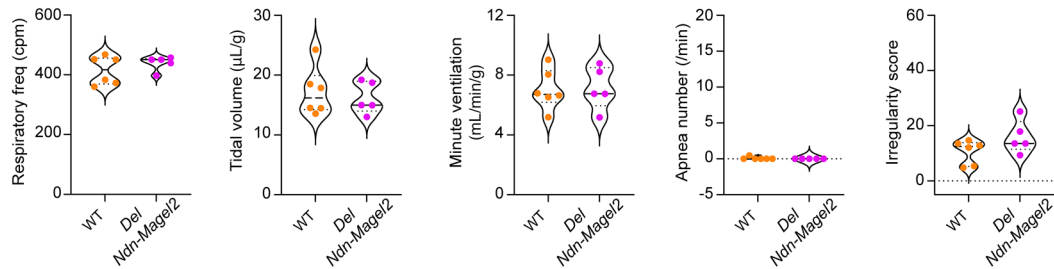 Respiratory freq (cpm)
600
400
200
0
WT
Del
Ndn-Magel2
Tidal volume (µL/g)
30
20
10
0
WT
Del
Ndn-Magel2
Minute ventilation
(mL/min/g)
12
8
4
0
WT
Del
Ndn-Magel2
Apnea number (/min)
20
15
10
5
0
-5
WT
Del
Ndn-Magel2
Irregularity score
60
40
20
0
WT
Del
Ndn-Magel2